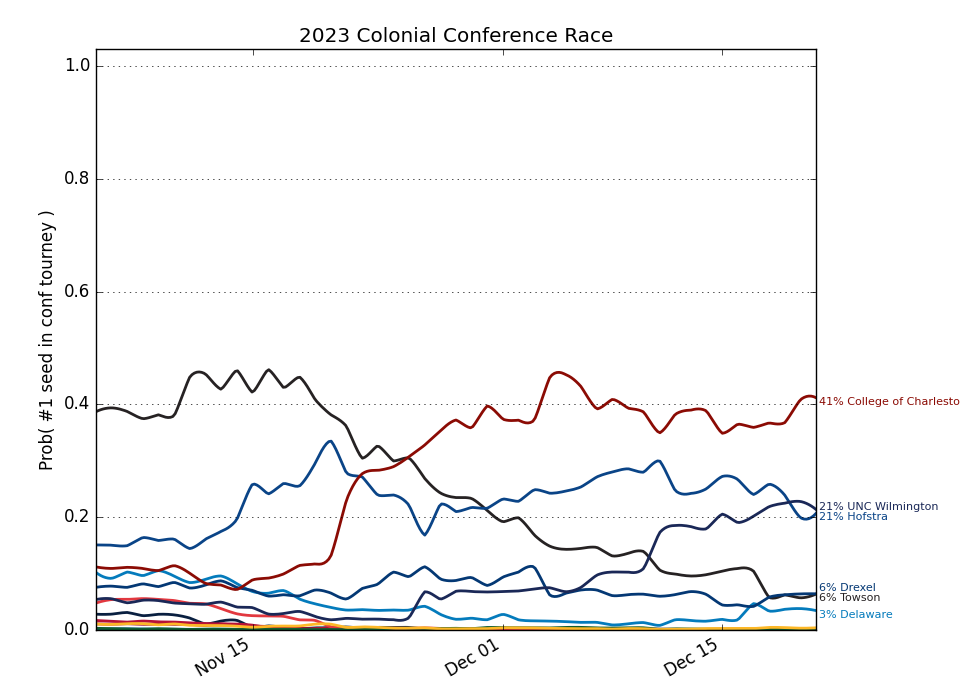 2023 Colonial Conference Race
Prob( #1 seed in conf tourney )
1.0
0.8
0.6
0.4
0.2
0.0
Nov 15
Dec 01
Dec 15
41% College of Charlesto
21% UNC Wilmington
21% Hofstra
6% Drexel
6% Towson
3% Delaware